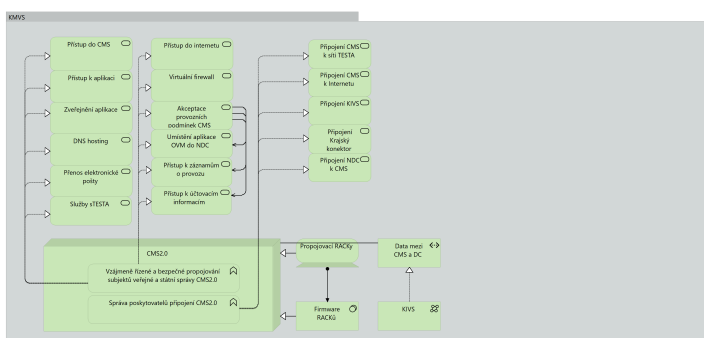 KMVS
Přístup do CMS
Přístup k aplikaci
Zveřejnění aplikace
DNS hosting
Přenos elektronické
pošty
Služby sTESTA
Přístup do internetu
Virtuální firewall
Akceptace
provozních
podmínek CMS
Umístění aplikace
OVM do NDC
Přístup k záznamům
o provozu
Přístup k účtovacím
informacím
Připojení CMS
k síti TESTA
Připojení CMS
k Internetu
Připojení KIVS
Připojení
Krajský
konektor
Připojení NDC
k CMS
CMS2.0
Vzájemné řízené a bezpečné propojování
subjektů veřejné a státní správy CMS2.0
Správa poskytovatelů připojení CMS2.0
Propojovací RACKy
Firmware
RACKů
Data mezi
CMS a DC
KIVS